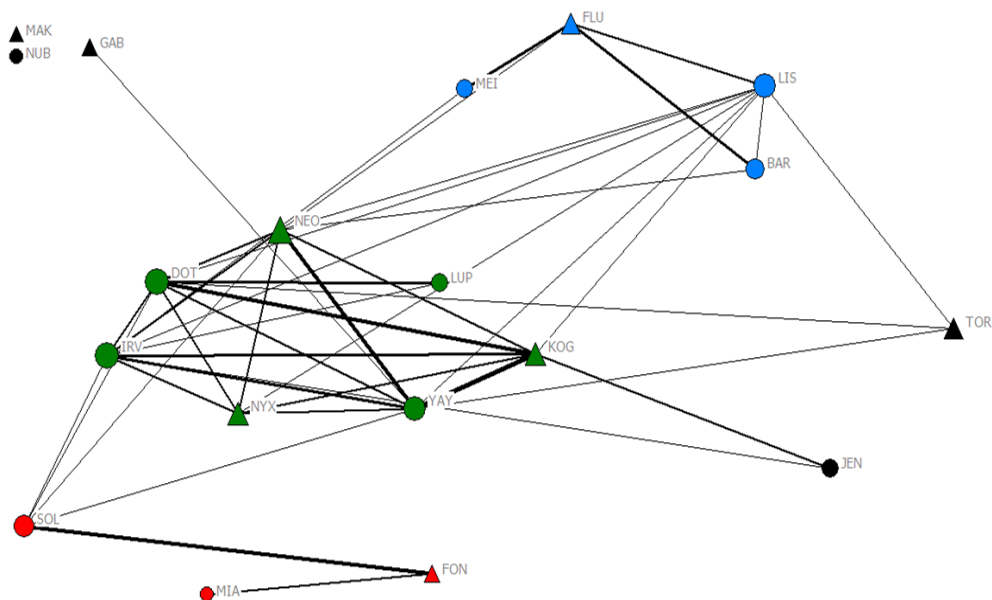 FLU
MAK
GAB
NUB
LIS
MEI
BAR
NEO
DOT
LUP
TOR
IRV
KOG
YAY
NYX
JEN
SOL
FON
MIA